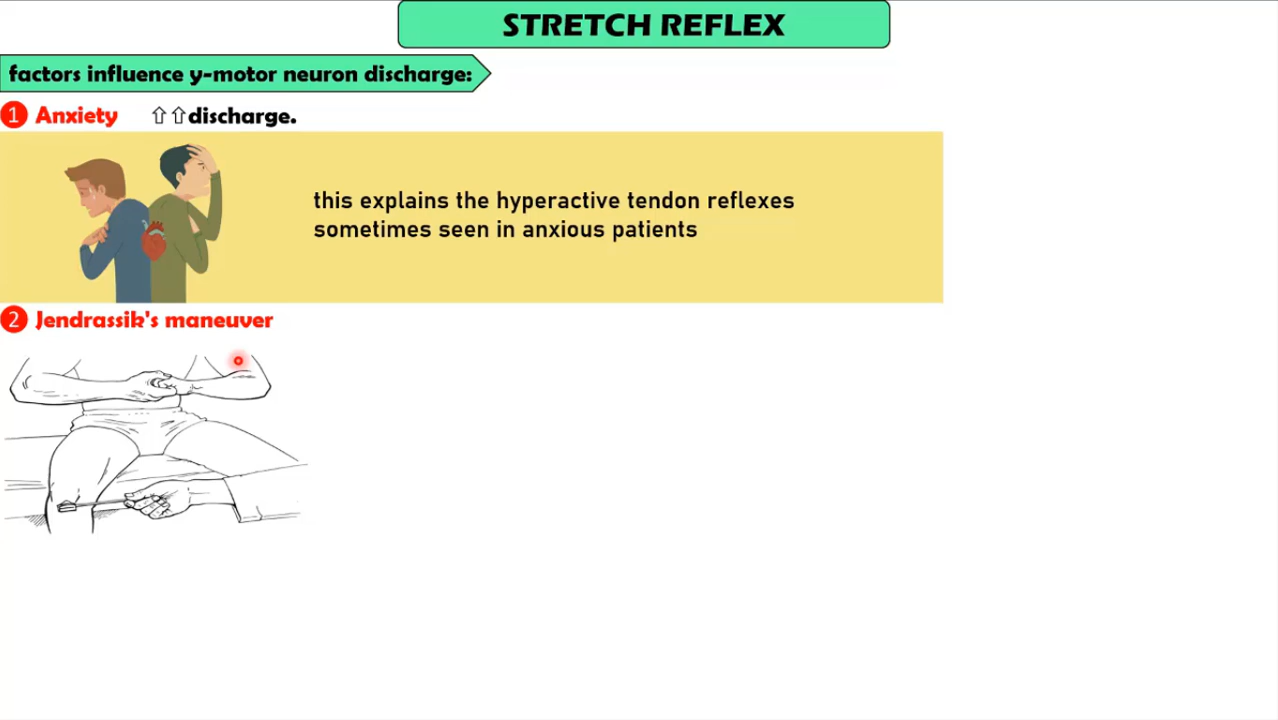 STRETCH REFLEX
factors influence y-motor neuron discharge:
1 Anxiety ⇧⇧discharge.
this explains the hyperactive tendon reflexes
sometimes seen in anxious patients
2 Jendrassik's maneuver